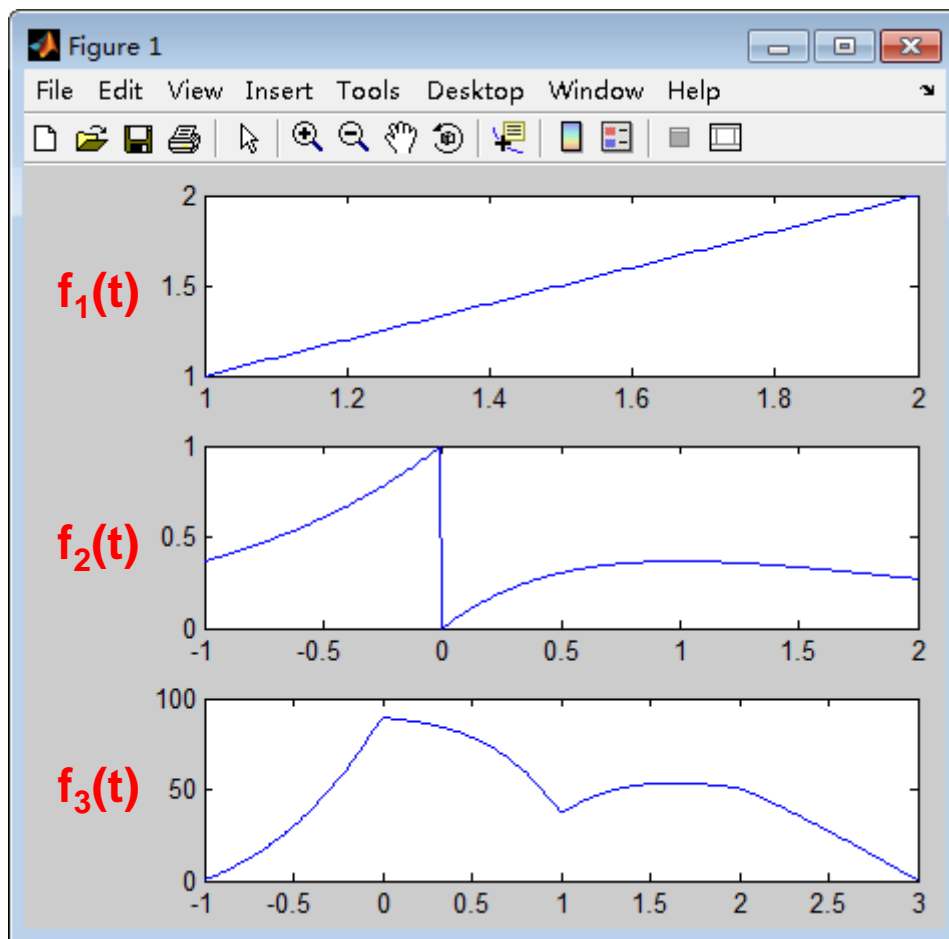 Figure 1
File Edit View Insert Tools Desktop Window Help
f₁(t)
2
1.5
1
1 1.2 1.4 1.6 1.8 2
f₂(t)
1
0.5
0
-1 -0.5 0 0.5 1 1.5 2
f₃(t)
100
50
0
-1 -0.5 0 0.5 1 1.5 2 2.5 3